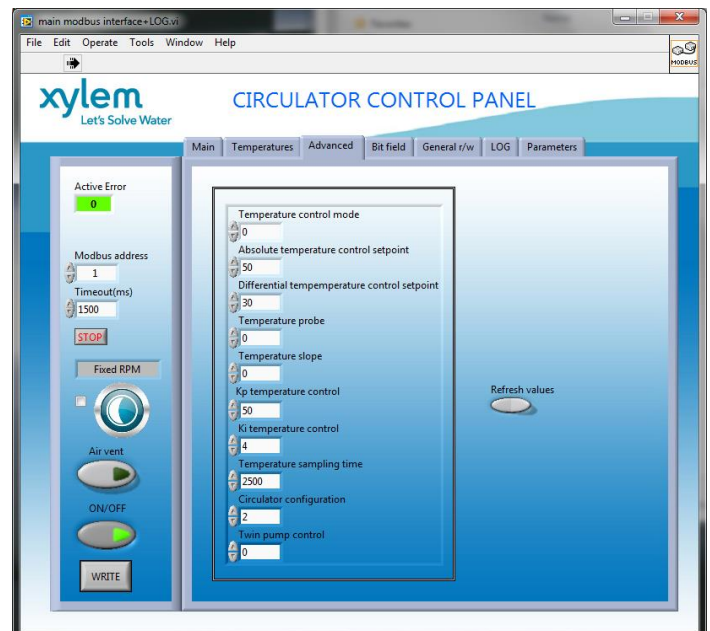 main modbus interface+LOG.vi
File Edit Operate Tools Window Help
MODBUS
xylem
Let's Solve Water
CIRCULATOR CONTROL PANEL
Main Temperatures Advanced Bit field General r/w LOG Parameters
Active Error
0
Modbus address
1
Timeout(ms)
1500
STOP
Fixed RPM
Air vent
ON/OFF
WRITE
Temperature control mode
0
Absolute temperature control setpoint
50
Differential tempemperature control setpoint
30
Temperature probe
0
Temperature slope
0
Kp temperature control
50
Ki temperature control
4
Temperature sampling time
2500
Circulator configuration
2
Twin pump control
0
Refresh values